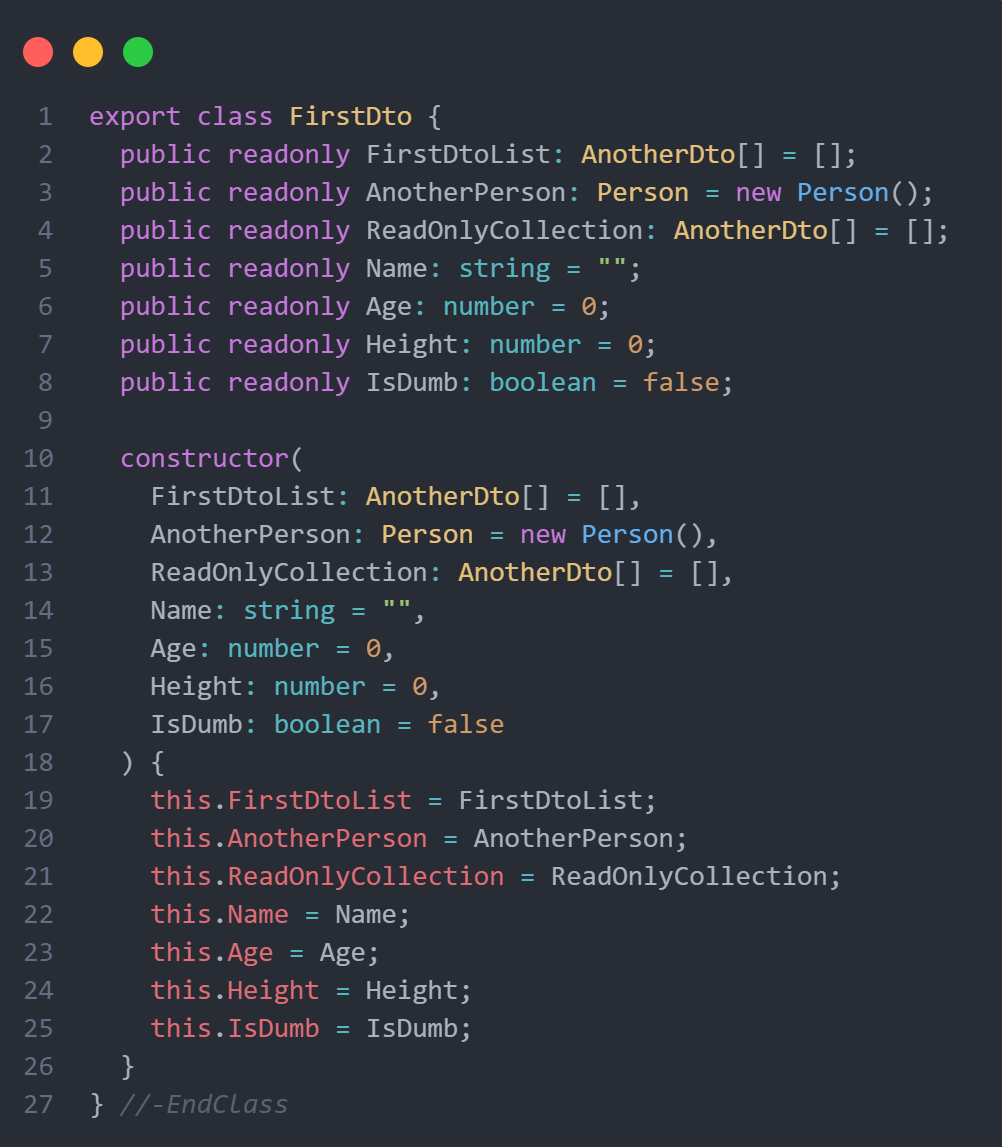 1 export class FirstDto {
2   public readonly FirstDtoList: AnotherDto[] = [];
3   public readonly AnotherPerson: Person = new Person();
4   public readonly ReadOnlyCollection: AnotherDto[] = [];
5   public readonly Name: string = "";
6   public readonly Age: number = 0;
7   public readonly Height: number = 0;
8   public readonly IsDumb: boolean = false;
9
10   constructor(
11     FirstDtoList: AnotherDto[] = [],
12     AnotherPerson: Person = new Person(),
13     ReadOnlyCollection: AnotherDto[] = [],
14     Name: string = "",
15     Age: number = 0,
16     Height: number = 0,
17     IsDumb: boolean = false
18   ) {
19     this.FirstDtoList = FirstDtoList;
20     this.AnotherPerson = AnotherPerson;
21     this.ReadOnlyCollection = ReadOnlyCollection;
22     this.Name = Name;
23     this.Age = Age;
24     this.Height = Height;
25     this.IsDumb = IsDumb;
26   }
27 } //-EndClass